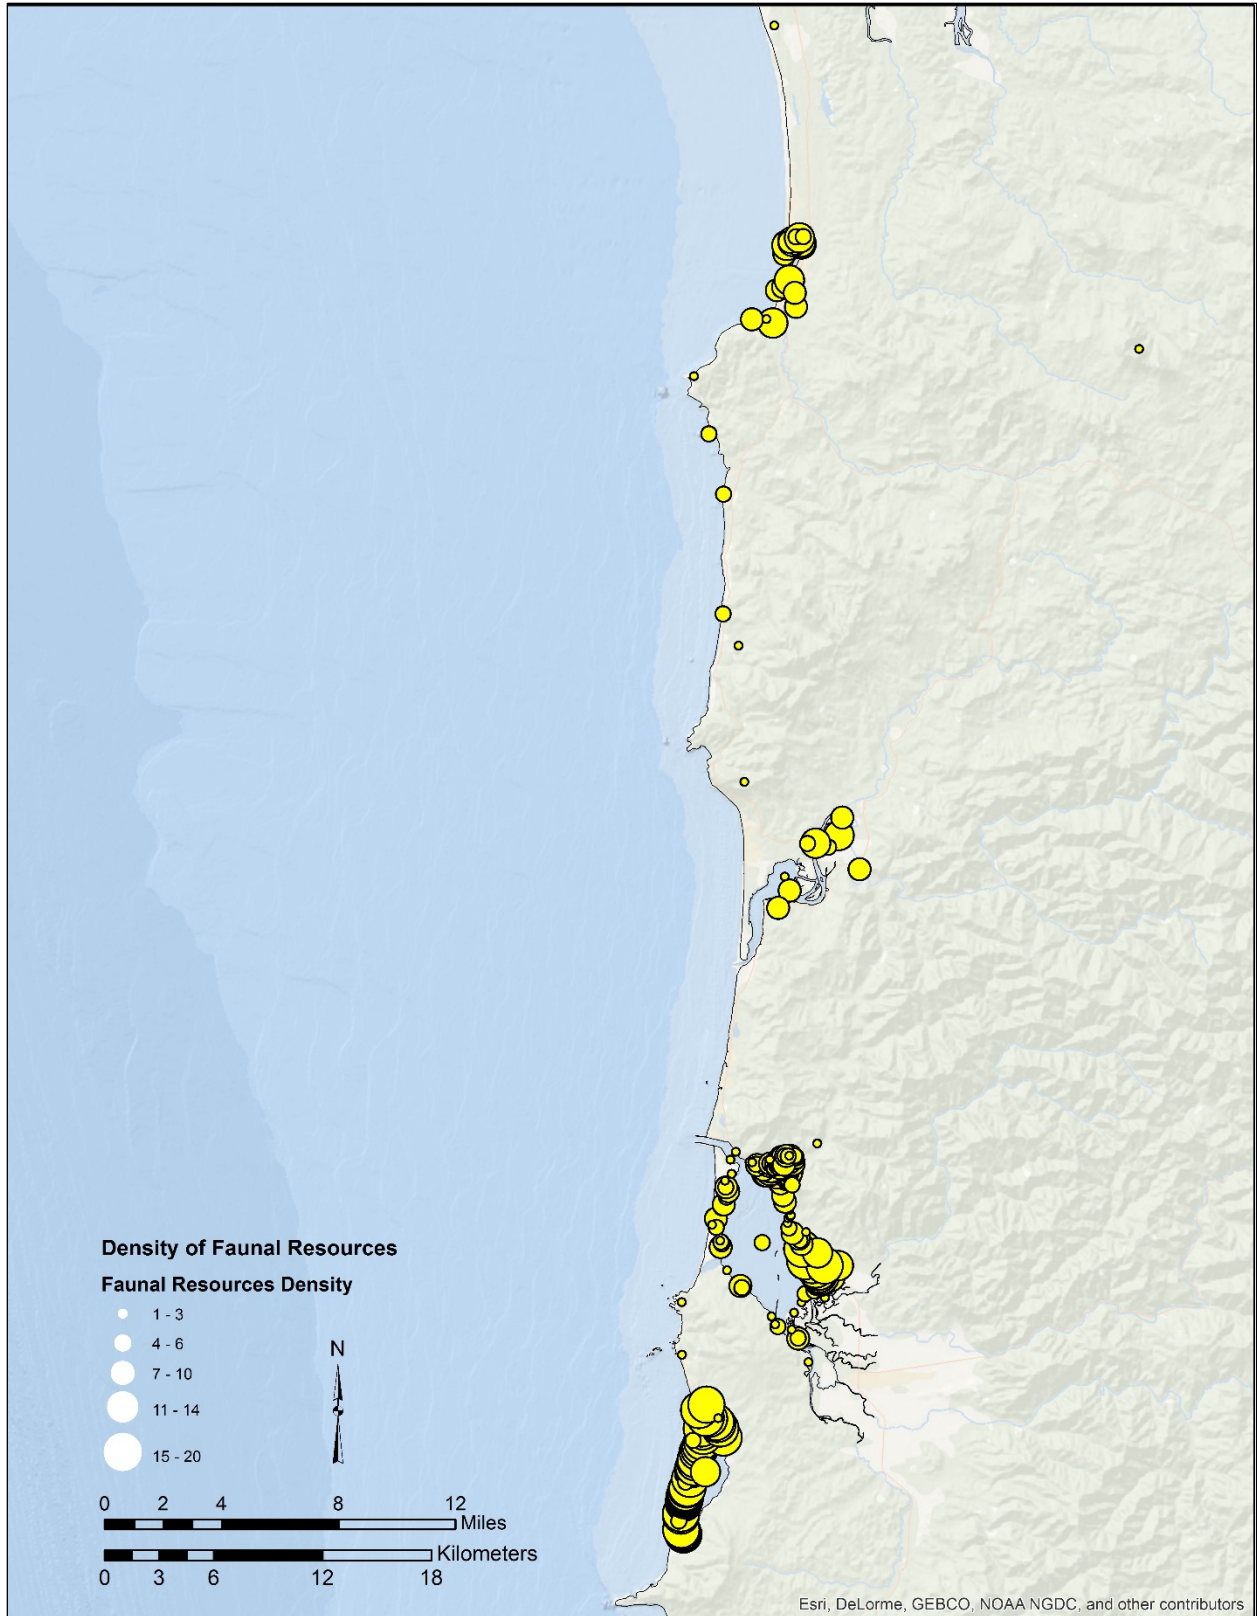 Density of Faunal Resources
Faunal Resources Density
1 - 3
4 - 6
7 - 10
11 - 14
15 - 20
N
0 2 4 8 12
Miles
Kilometers
0 3 6 12 18
Esri, DeLorme, GEBCO, NOAA NGDC, and other contributors